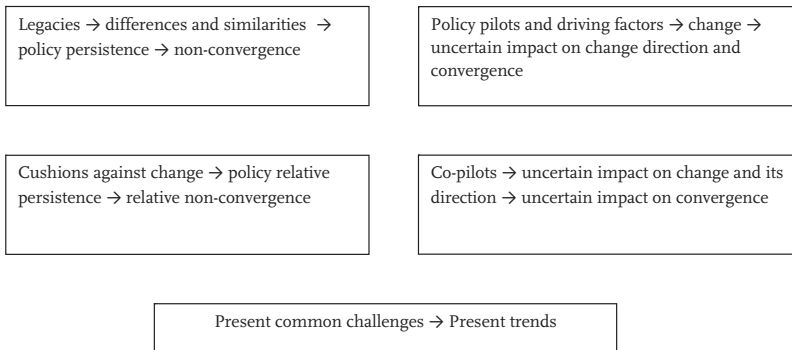 Legacies → differences and similarities →
policy persistence → non-convergence
Policy pilots and driving factors → change →
uncertain impact on change direction and
convergence
Cushions against change → policy relative
persistence → relative non-convergence
Co-pilots → uncertain impact on change and its
direction → uncertain impact on convergence
Present common challenges → Present trends